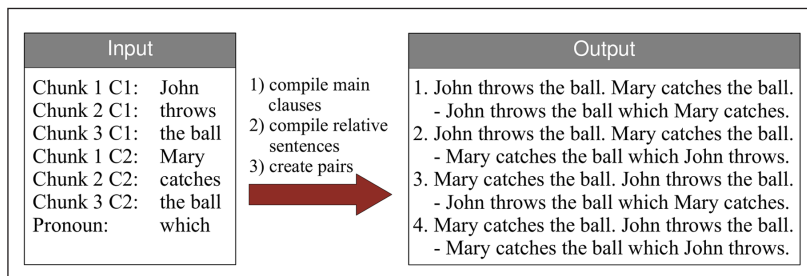 Input
Chunk 1 C1: John
Chunk 2 C1: throws
Chunk 3 C1: the ball
Chunk 1 C2: Mary
Chunk 2 C2: catches
Chunk 3 C2: the ball
Pronoun: which
1) compile main
clauses
2) compile relative
sentences
3) create pairs
Output
1. John throws the ball. Mary catches the ball.
- John throws the ball which Mary catches.
2. John throws the ball. Mary catches the ball.
- Mary catches the ball which John throws.
3. Mary catches the ball. John throws the ball.
- John throws the ball which Mary catches.
4. Mary catches the ball. John throws the ball.
- Mary catches the ball which John throws.